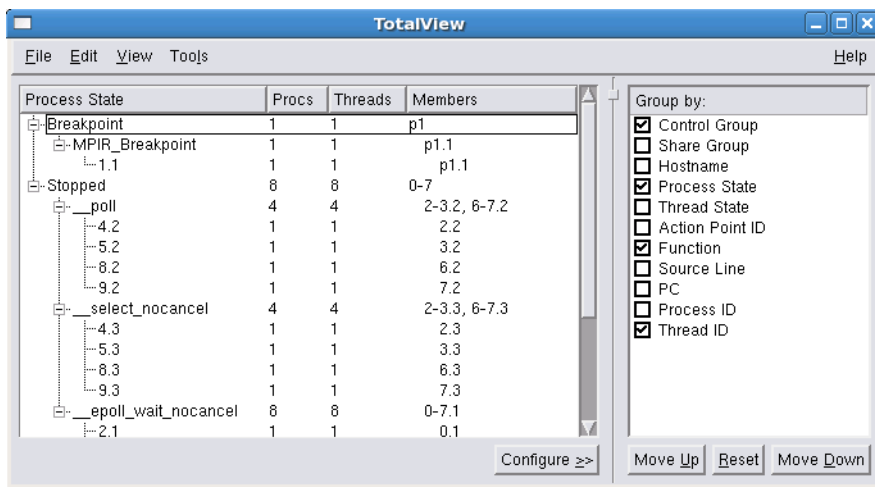 TotalView
File Edit View Tools Help
Process State Procs Threads Members
Breakpoint 1 1 p1
MPIR_Breakpoint 1 1 p1.1
1.1 1 1 p1.1
Stopped 8 8 0-7
__poll 4 4 2-3.2, 6-7.2
4.2 1 1 2.2
5.2 1 1 3.2
8.2 1 1 6.2
9.2 1 1 7.2
__select_nocancel 4 4 2-3.3, 6-7.3
4.3 1 1 2.3
5.3 1 1 3.3
8.3 1 1 6.3
9.3 1 1 7.3
__epoll_wait_nocancel 8 8 0-7.1
2.1 1 1 0.1
Configure >>
Group by:
Control Group
Share Group
Hostname
Process State
Thread State
Action Point ID
Function
Source Line
PC
Process ID
Thread ID
Move Up Reset Move Down